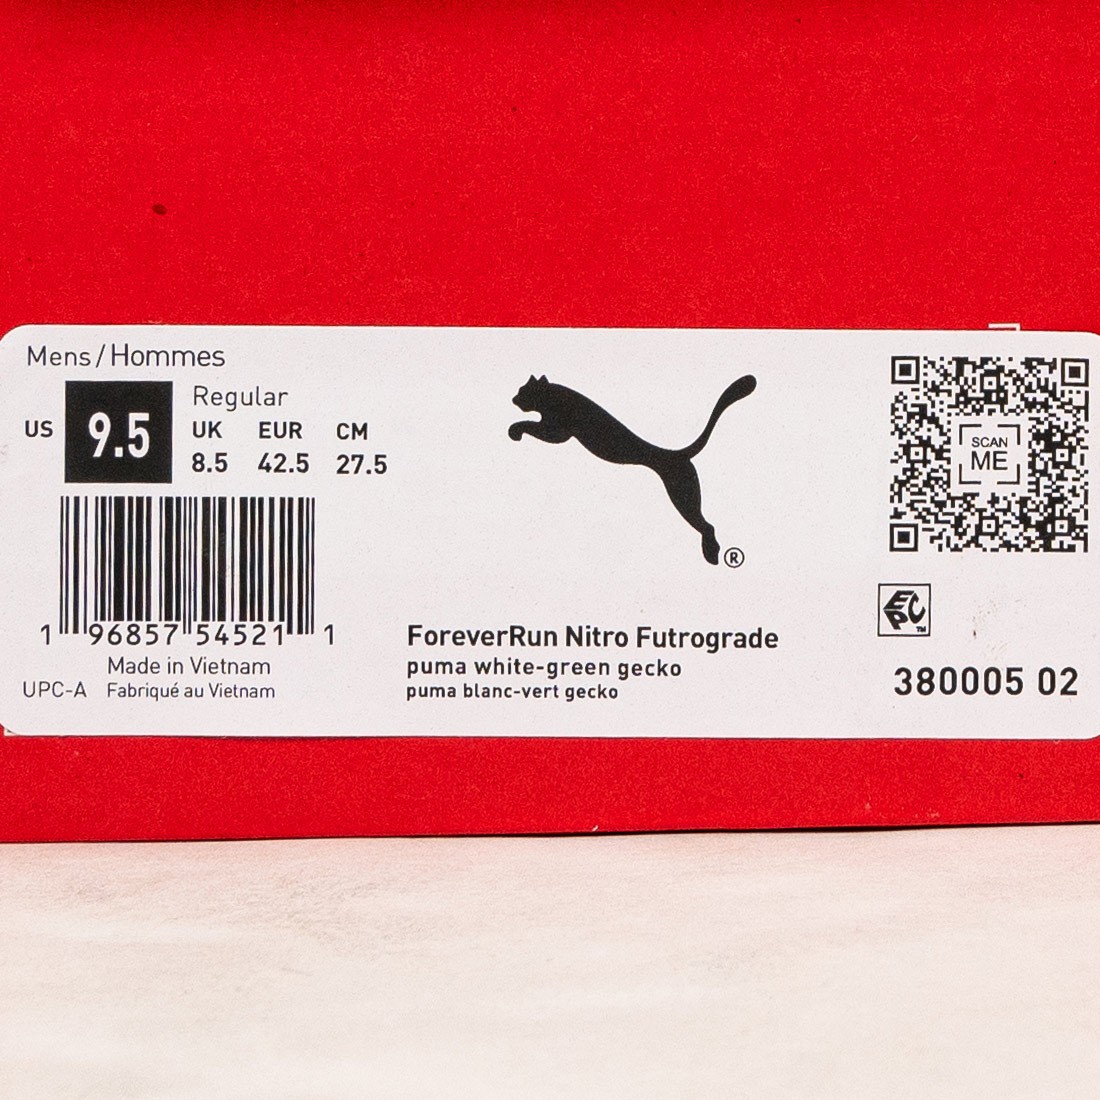 Mens/Hommes
US 9.5
Regular
UK EUR CM
8.5 42.5 27.5
1 96857 54521 1
Made in Vietnam
UPC-A Fabriqué au Vietnam
®
ForeverRun Nitro Futrograde
puma white-green gecko
puma blanc-vert gecko
SCAN
ME
EPC™
380005 02